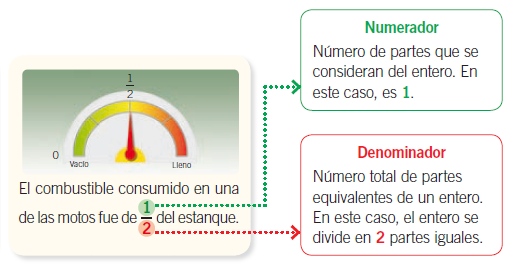 1
2
0
Vacío
Lleno
El combustible consumido en una
de las motos fue de 1/2 del estanque.
Numerador
Número de partes que se
consideran del entero. En
este caso, es 1.
Denominador
Número total de partes
equivalentes de un entero.
En este caso, el entero se
divide en 2 partes iguales.